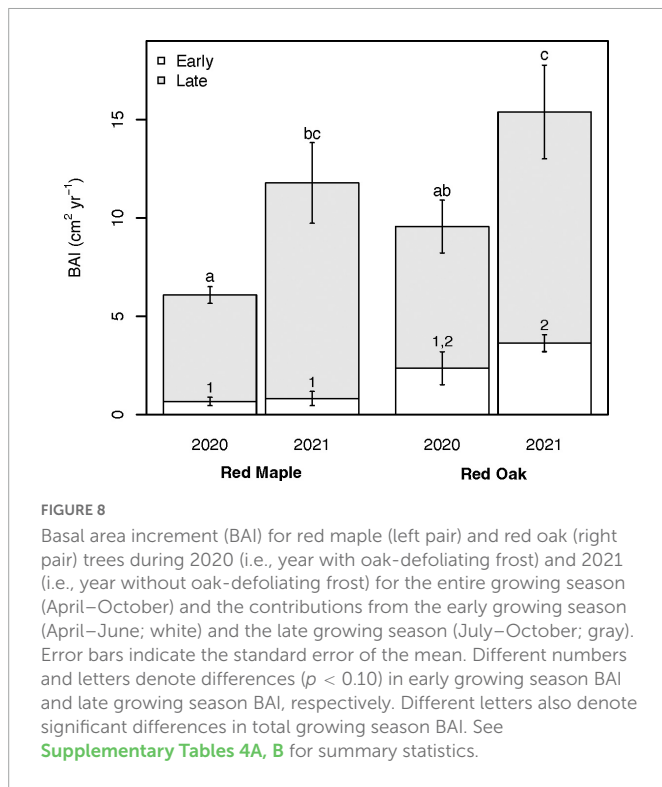 Early
Late
c
bc
ab
a
2
1,2
1
1
15
10
5
0
BAI (cm² yr⁻¹)
2020 2021 2020 2021
Red Maple Red Oak
FIGURE 8
Basal area increment (BAI) for red maple (left pair) and red oak (right
pair) trees during 2020 (i.e., year with oak-defoliating frost) and 2021
(i.e., year without oak-defoliating frost) for the entire growing season
(April–October) and the contributions from the early growing season
(April–June; white) and the late growing season (July–October; gray).
Error bars indicate the standard error of the mean. Different numbers
and letters denote differences (p < 0.10) in early growing season BAI
and late growing season BAI, respectively. Different letters also denote
significant differences in total growing season BAI. See
Supplementary Tables 4A, B for summary statistics.